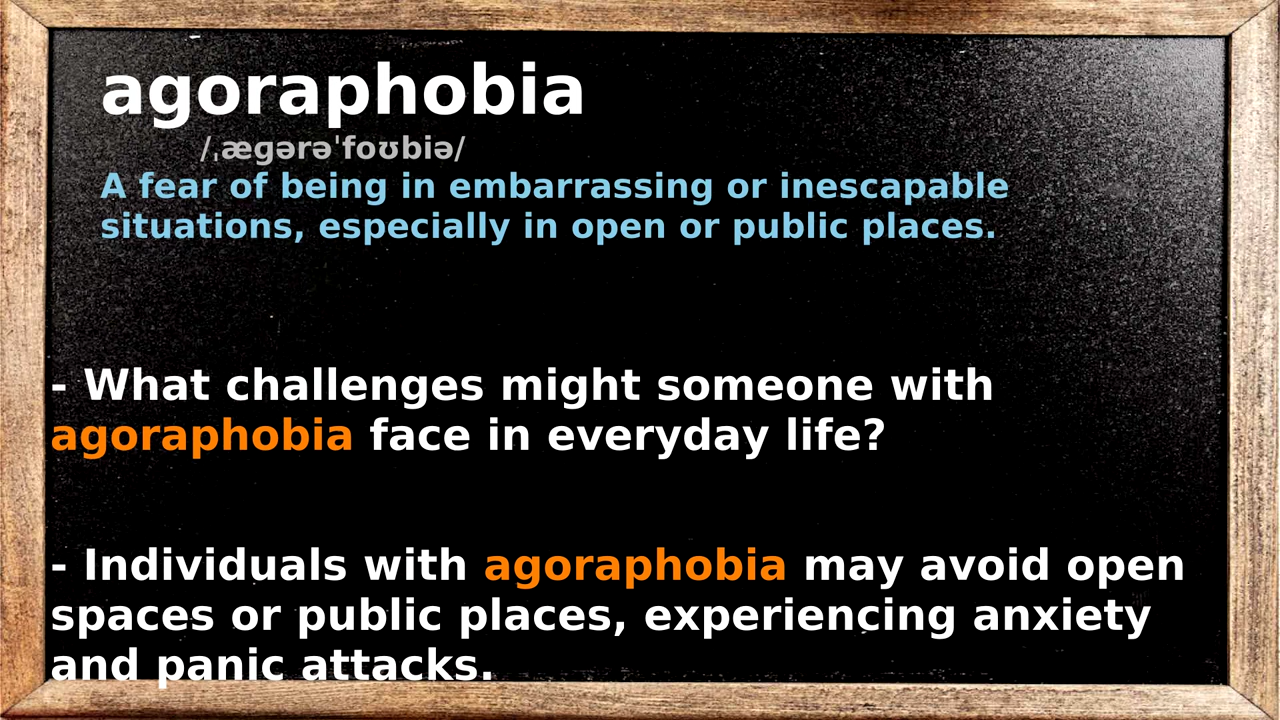 agoraphobia
/ˌægərəˈfoʊbiə/
A fear of being in embarrassing or inescapable
situations, especially in open or public places.
- What challenges might someone with
agoraphobia face in everyday life?
- Individuals with agoraphobia may avoid open
spaces or public places, experiencing anxiety
and panic attacks.